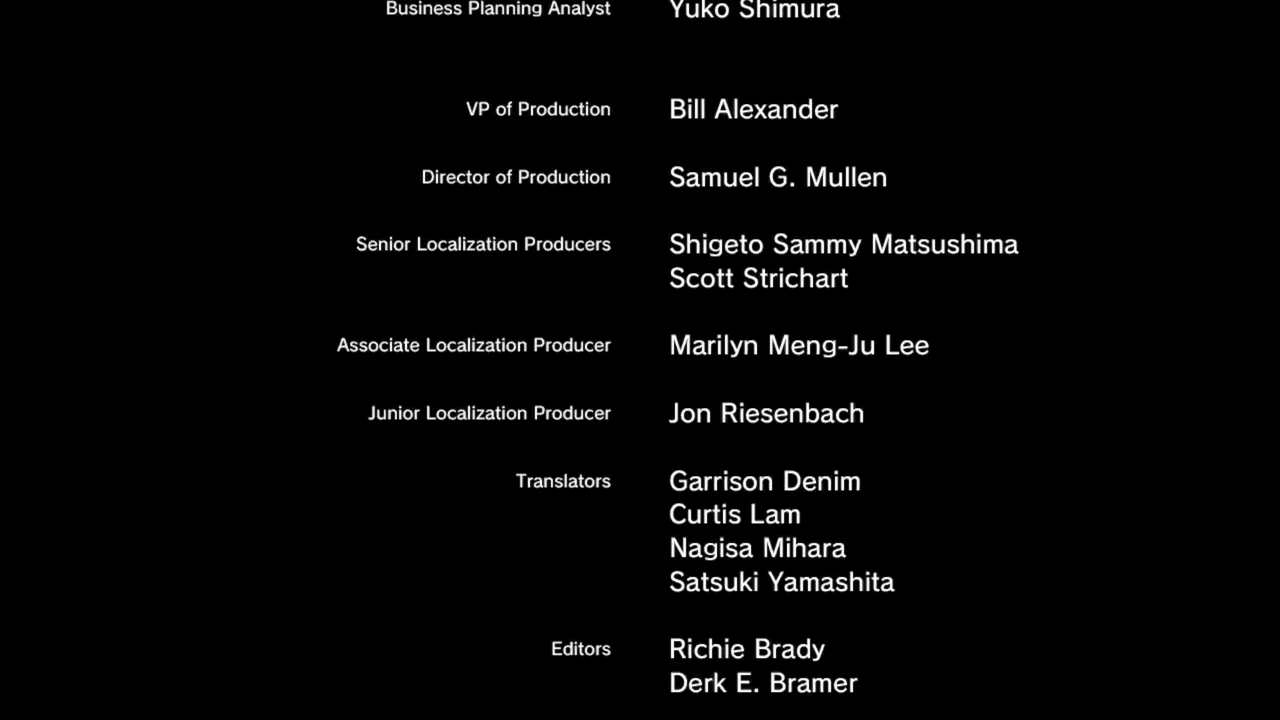 Business Planning Analyst Yuko Shimura
VP of Production Bill Alexander
Director of Production Samuel G. Mullen
Senior Localization Producers Shigeto Sammy Matsushima
Scott Strichart
Associate Localization Producer Marilyn Meng-Ju Lee
Junior Localization Producer Jon Riesenbach
Translators Garrison Denim
Curtis Lam
Nagisa Mihara
Satsuki Yamashita
Editors Richie Brady
Derk E. Bramer